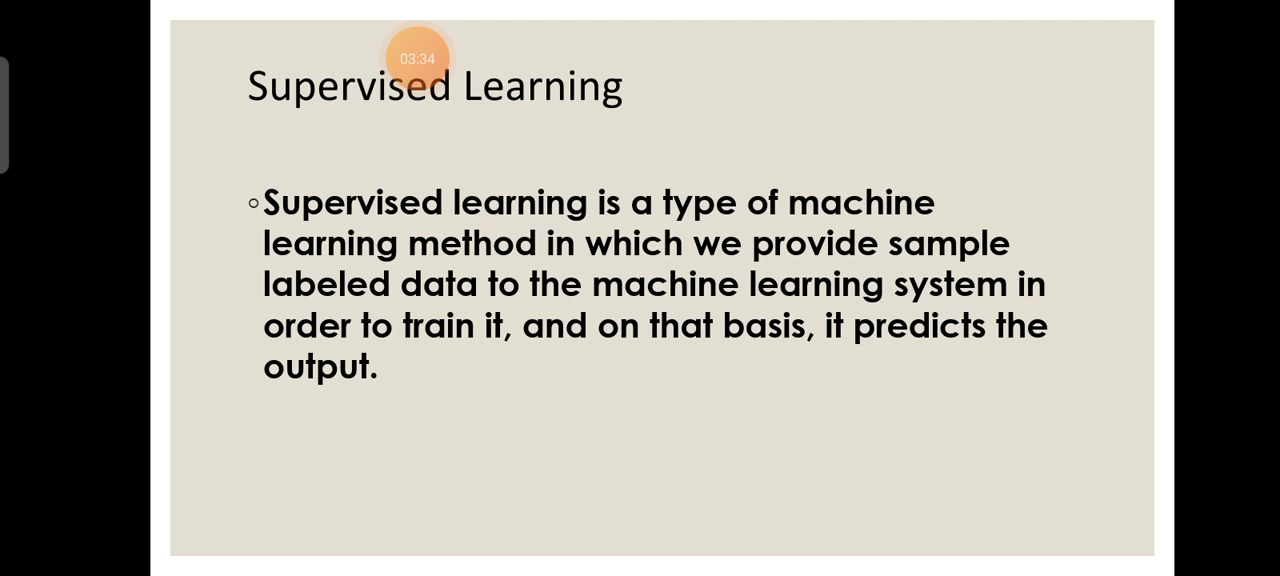 03:34
Supervised Learning
◦Supervised learning is a type of machine
learning method in which we provide sample
labeled data to the machine learning system in
order to train it, and on that basis, it predicts the
output.